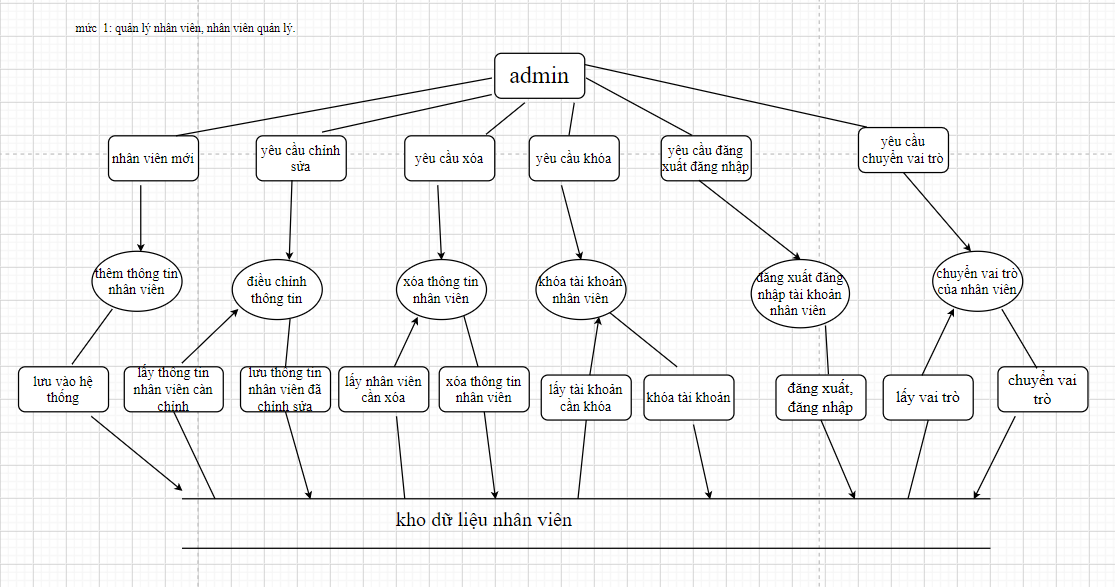 mức 1: quản lý nhân viên, nhân viên quản lý.
admin
nhân viên mới
yêu cầu chỉnh
sửa
yêu cầu xóa
yêu cầu khóa
yêu cầu đăng
xuất đăng nhập
yêu cầu
chuyển vai trò
thêm thông tin
nhân viên
điều chỉnh
thông tin
xóa thông tin
nhân viên
khóa tài khoản
nhân viên
đăng xuất đăng
nhập tài khoản
nhân viên
chuyển vai trò
của nhân viên
lưu vào hệ
thống
lấy thông tin
nhân viên cần
chỉnh
lưu thông tin
nhân viên đã
chỉnh sửa
lấy nhân viên
cần xóa
xóa thông tin
nhân viên
lấy tài khoản
cần khóa
khóa tài khoản
đăng xuất,
đăng nhập
lấy vai trò
chuyển vai
trò
kho dữ liệu nhân viên